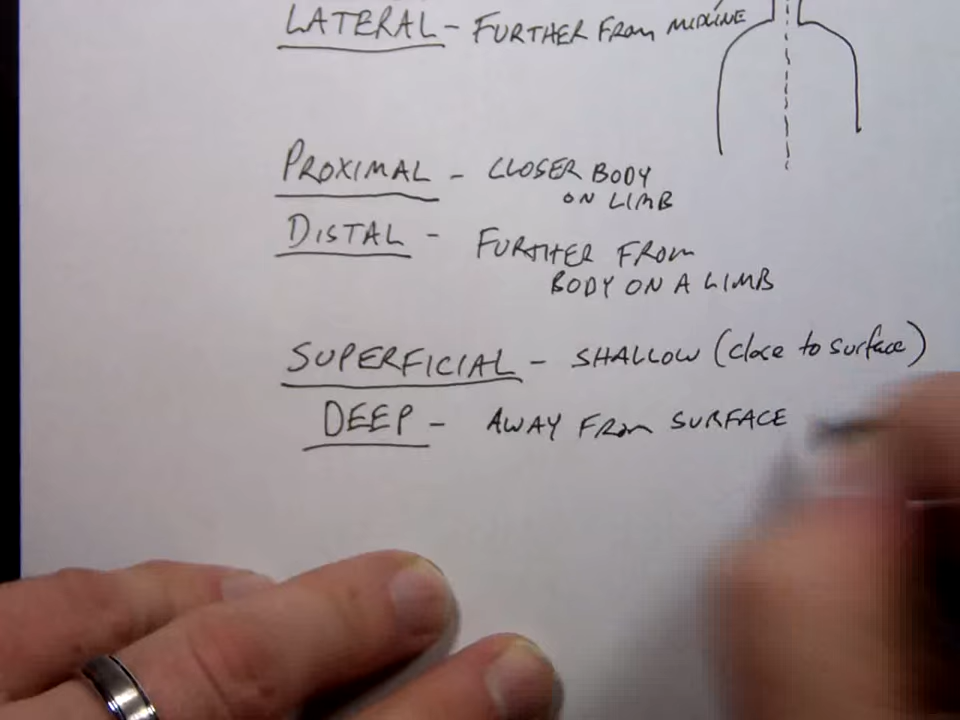 LATERAL - FURTHER FROM MIDLINE
PROXIMAL - CLOSER BODY
ON LIMB
DISTAL - FURTHER FROM
BODY ON A LIMB
SUPERFICIAL - SHALLOW (close to surface)
DEEP - AWAY FROM SURFACE